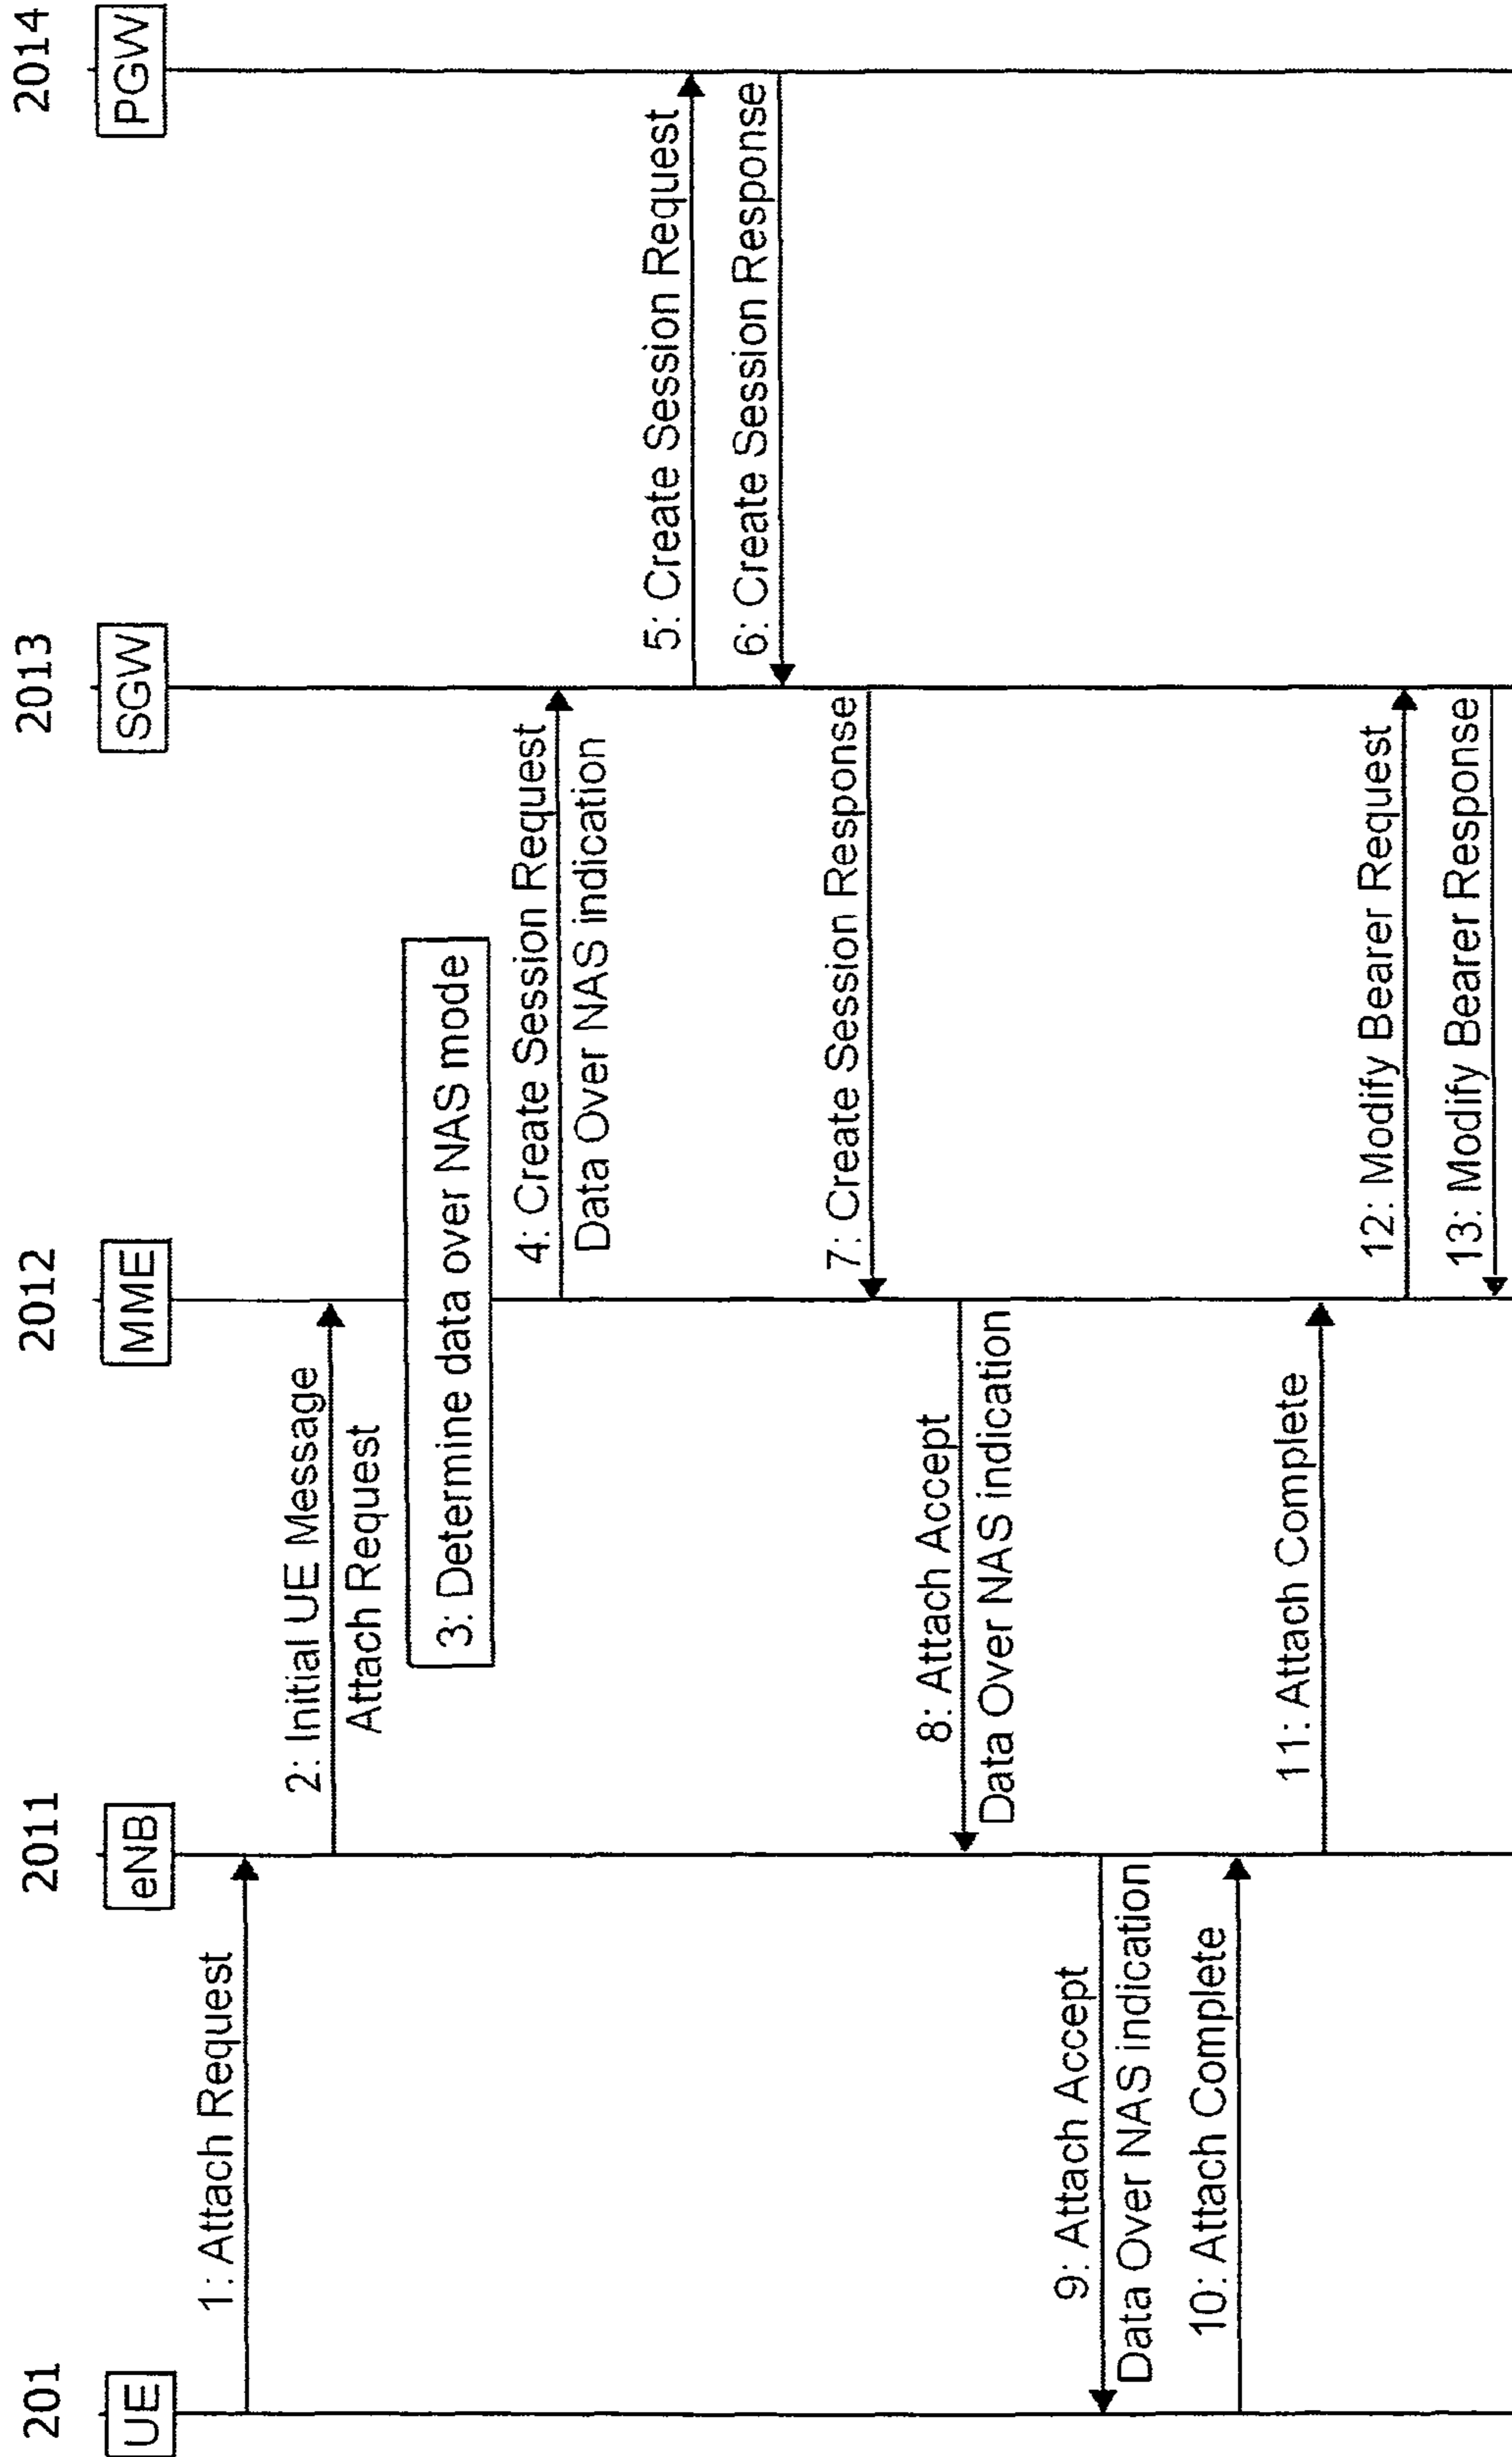 201
2011
2012
2013
2014
UE
eNB
MME
SGW
PGW
1: Attach Request
2: Initial UE Message
Attach Request
3: Determine data over NAS mode
4: Create Session Request
Data Over NAS indication
5: Create Session Request
6: Create Session Response
7: Create Session Response
8: Attach Accept
Data Over NAS indication
9: Attach Accept
Data Over NAS indication
10: Attach Complete
11: Attach Complete
12: Modify Bearer Request
13: Modify Bearer Response